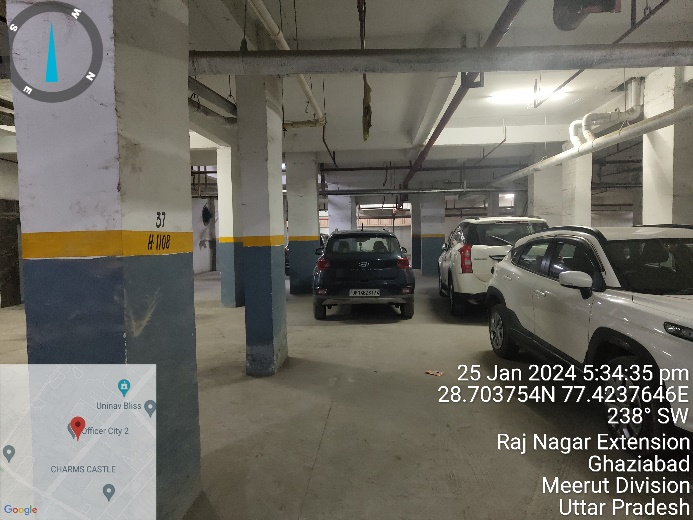 S
W
N
E
37
H 1108
Uninav Bliss
Officer City 2
CHARMS CASTLE
Google
25 Jan 2024 5:34:35 pm
28.703754N 77.4237646E
238° SW
Raj Nagar Extension
Ghaziabad
Meerut Division
Uttar Pradesh